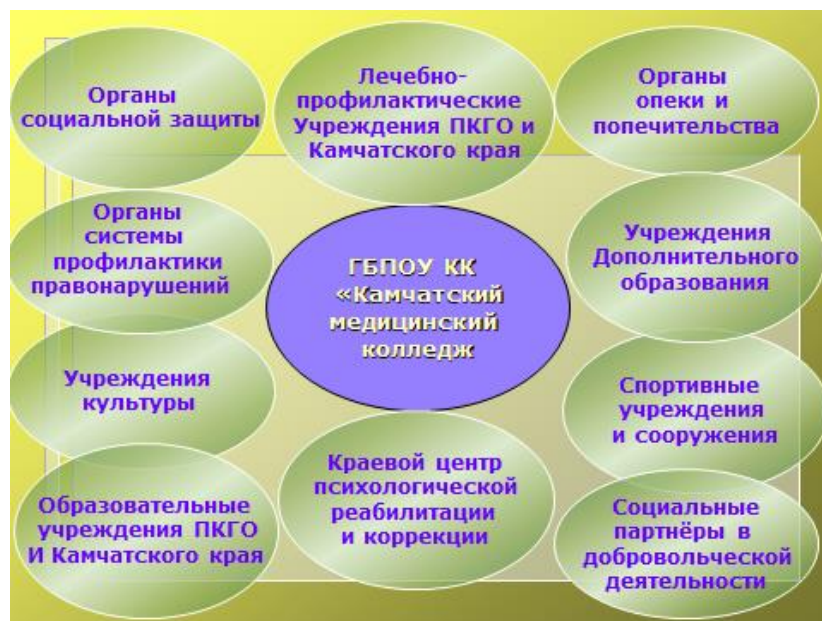 Органы
социальной защиты
Лечебно-
профилактические
Учреждения ПКГО и
Камчатского края
Органы
опеки и
попечительства
Органы
системы
профилактики
правонарушений
ГБПОУ КК
«Камчатский
медицинский
колледж
Учреждения
Дополнительного
образования
Учреждения
культуры
Спортивные
учреждения
и сооружения
Образовательные
учреждения ПКГО
И Камчатского края
Краевой центр
психологической
реабилитации
и коррекции
Социальные
партнёры в
добровольческой
деятельности